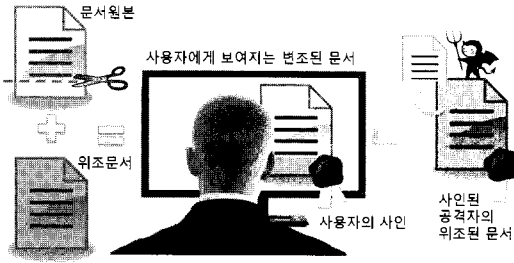 문서원본
사용자에게 보여지는 변조된 문서
위조문서
사용자의 사인
사인된
공격자의
위조된 문서